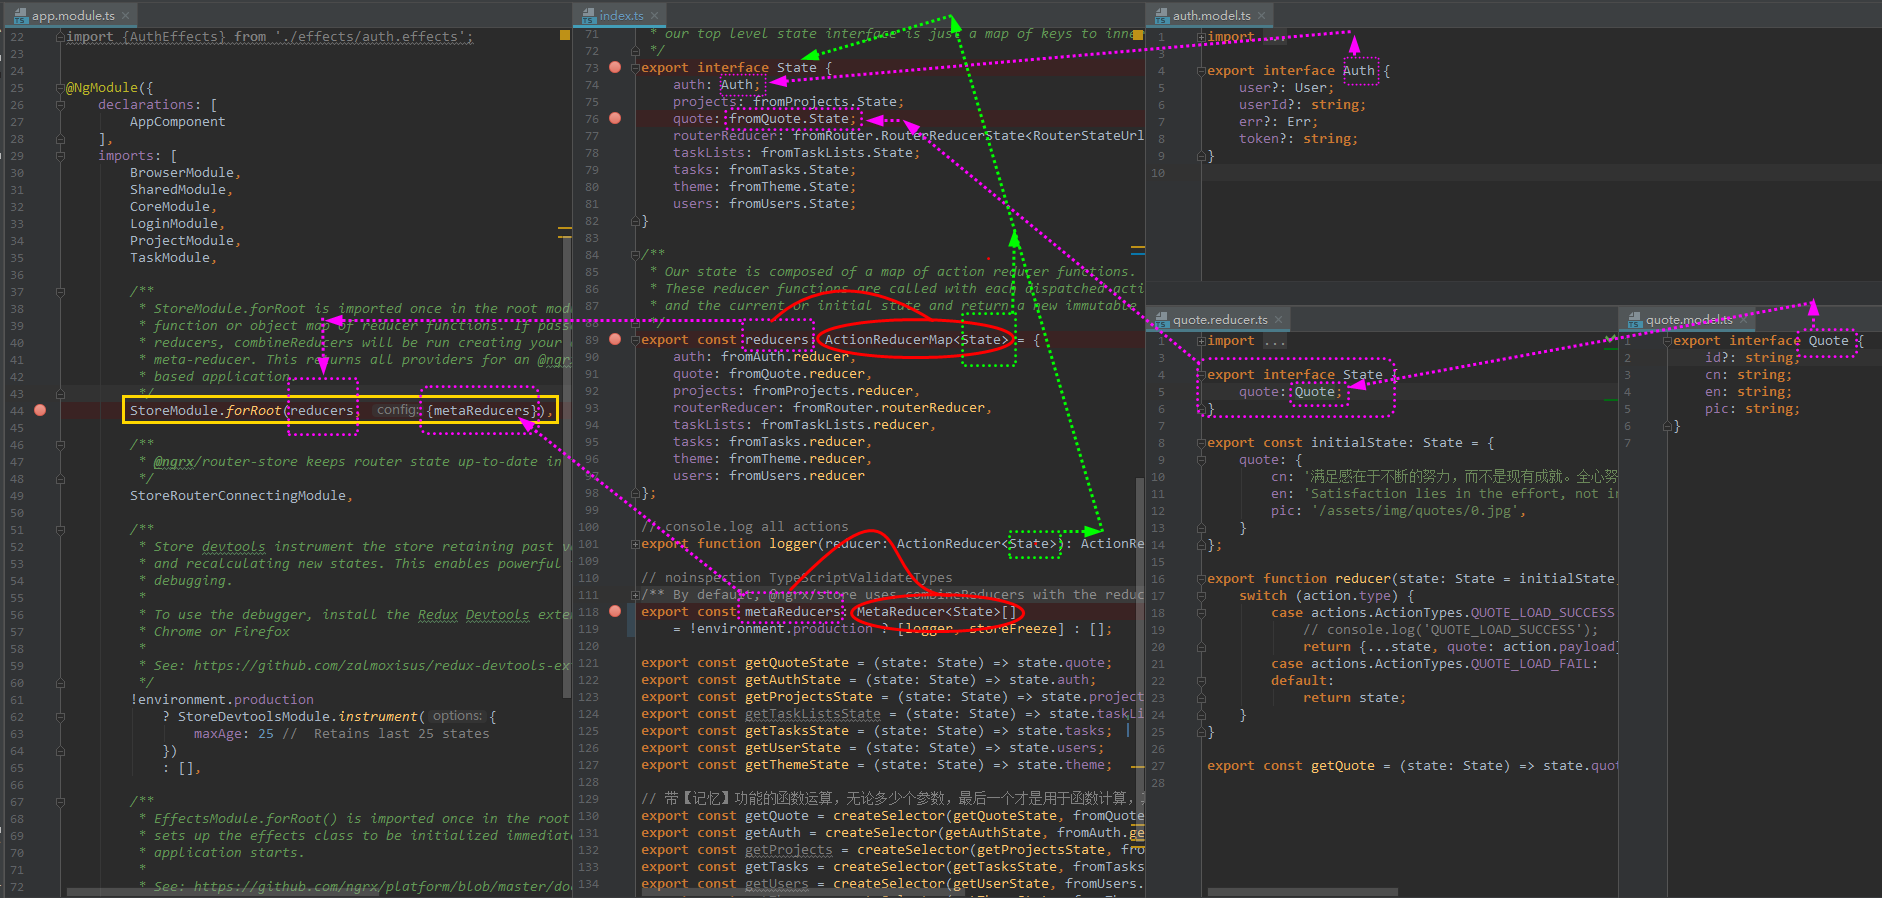 app.module.ts
22 import {AuthEffects} from './effects/auth.effects';
23
24
25 @NgModule({
26 declarations: [
27 AppComponent
28 ],
29 imports: [
30 BrowserModule,
31 SharedModule,
32 CoreModule,
33 LoginModule,
34 ProjectModule,
35 TaskModule,
36
37 /**
38 * StoreModule.forRoot is imported once in the root mod
39 * function or object map of reducer functions. If pass
40 * reducers, combineReducers will be run creating your
41 * meta-reducer. This returns all providers for an @ngrx
42 * based application.
43 */
44 StoreModule.forRoot(reducers, config: {metaReducers}),
45
46 /**
47 * @ngrx/router-store keeps router state up-to-date in
48 */
49 StoreRouterConnectingModule,
50
51 /**
52 * Store devtools instrument the store retaining past v
53 * and recalculating new states. This enables powerful
54 * debugging.
55 *
56 * To use the debugger, install the Redux Devtools exte
57 * Chrome or Firefox
58 *
59 * See: https://github.com/zalmoxisus/redux-devtools-ex
60 */
61 !environment.production
62 ? StoreDevtoolsModule.instrument( options: {
63 maxAge: 25 // Retains last 25 states
64 })
65 : [],
66
67 /**
68 * EffectsModule.forRoot() is imported once in the root
69 * sets up the effects class to be initialized immediat
70 * application starts.
71 *
72 * See: https://github.com/ngrx/platform/blob/master/do
index.ts
71 * our top level state interface is just a map of keys to inne
72 */
73 export interface State {
74 auth: Auth;
75 projects: fromProjects.State;
76 quote: fromQuote.State;
77 routerReducer: fromRouter.RouterReducerState<RouterStateUrl
78 taskLists: fromTaskLists.State;
79 tasks: fromTasks.State;
80 theme: fromTheme.State;
81 users: fromUsers.State;
82 }
83
84 /**
85 * Our state is composed of a map of action reducer functions.
86 * These reducer functions are called with each dispatched acti
87 * and the current or initial state and return a new immutable
88 */
89 export const reducers: ActionReducerMap<State> = {
90 auth: fromAuth.reducer,
91 quote: fromQuote.reducer,
92 projects: fromProjects.reducer,
93 routerReducer: fromRouter.routerReducer,
94 taskLists: fromTaskLists.reducer,
95 tasks: fromTasks.reducer,
96 theme: fromTheme.reducer,
97 users: fromUsers.reducer
98 };
99
100 // console.log all actions
101 export function logger(reducer: ActionReducer<State>): ActionRe
109
110 // noinspection TypeScriptValidateTypes
111 /** By default, @ngrx/store uses combineReducers with the reduc
118 export const metaReducers: MetaReducer<State>[]
119 = !environment.production ? [logger, storeFreeze] : [];
120
121 export const getQuoteState = (state: State) => state.quote;
122 export const getAuthState = (state: State) => state.auth;
123 export const getProjectsState = (state: State) => state.project
124 export const getTaskListsState = (state: State) => state.taskLi
125 export const getTasksState = (state: State) => state.tasks;
126 export const getUserState = (state: State) => state.users;
127 export const getThemeState = (state: State) => state.theme;
128
129 // 带【记忆】功能的函数运算，无论多少个参数，最后一个才是用于函数计算，
130 export const getQuote = createSelector(getQuoteState, fromQuote
131 export const getAuth = createSelector(getAuthState, fromAuth.ge
132 export const getProjects = createSelector(getProjectsState, fro
133 export const getTasks = createSelector(getTasksState, fromTasks
134 export const getUsers = createSelector(getUserState, fromUsers.
auth.model.ts
1 import ...
3
4 export interface Auth {
5 user?: User;
6 userId?: string;
7 err?: Err;
8 token?: string;
9 }
10
quote.reducer.ts
1 import ...
3
4 export interface State {
5 quote: Quote;
6 }
7
8 export const initialState: State = {
9 quote: {
10 cn: '满足感在于不断的努力，而不是现有成就。全心努
11 en: 'Satisfaction lies in the effort, not in
12 pic: '/assets/img/quotes/0.jpg',
13 }
14 };
15
16 export function reducer(state: State = initialState,
17 switch (action.type) {
18 case actions.ActionTypes.QUOTE_LOAD_SUCCESS
19 // console.log('QUOTE_LOAD_SUCCESS');
20 return {...state, quote: action.payload}
21 case actions.ActionTypes.QUOTE_LOAD_FAIL:
22 default:
23 return state;
24 }
25 }
26
27 export const getQuote = (state: State) => state.quot
28
quote.model.ts
1 export interface Quote {
2 id?: string;
3 cn: string;
4 en: string;
5 pic: string;
6 }
7